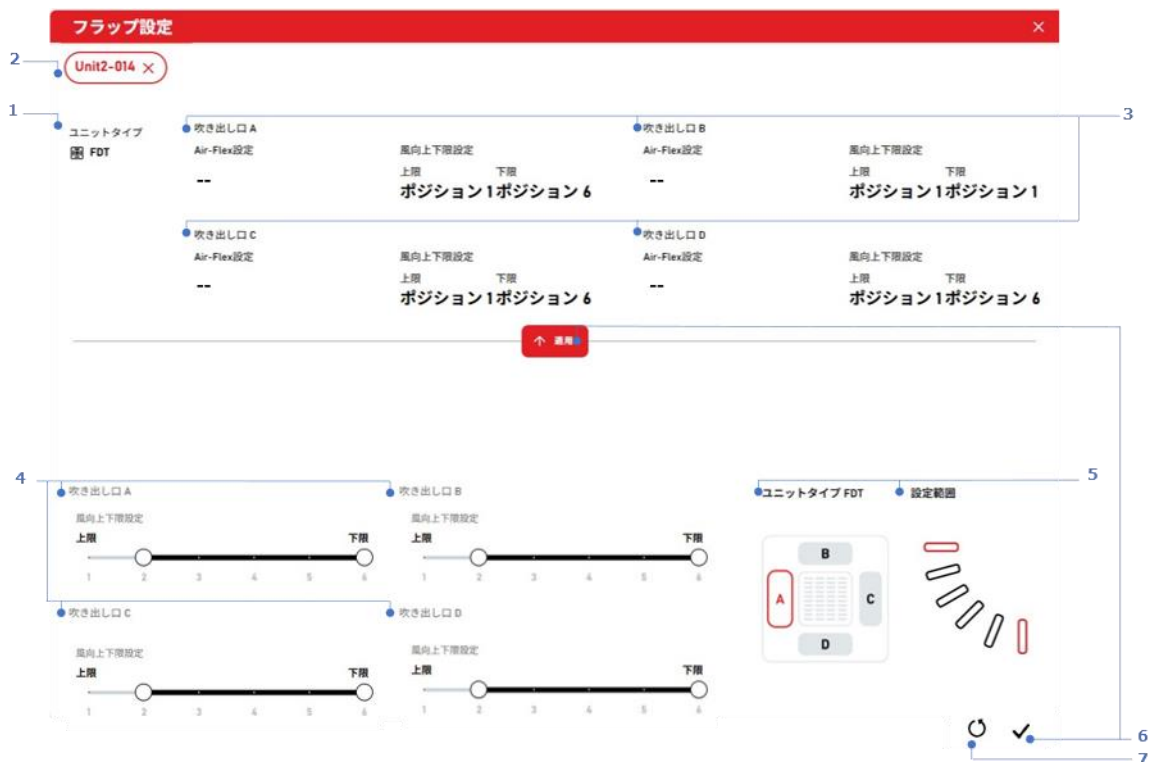 フラップ設定 ×
2
Unit2-014 ×
1
3
ユニットタイプ
FDT
吹き出し口 A
Air-Flex設定
--
風向上下限設定
上限 下限
ポジション 1 ポジション 6
吹き出し口 B
Air-Flex設定
--
風向上下限設定
上限 下限
ポジション 1 ポジション 1
吹き出し口 C
Air-Flex設定
--
風向上下限設定
上限 下限
ポジション 1 ポジション 6
吹き出し口 D
Air-Flex設定
--
風向上下限設定
上限 下限
ポジション 1 ポジション 6
適用
4
吹き出し口 A
風向上下限設定
上限 下限
1 2 3 4 5 6
吹き出し口 B
風向上下限設定
上限 下限
1 2 3 4 5 6
吹き出し口 C
風向上下限設定
上限 下限
1 2 3 4 5 6
吹き出し口 D
風向上下限設定
上限 下限
1 2 3 4 5 6
5
ユニットタイプ FDT
設定範囲
B
A C
D
6
7